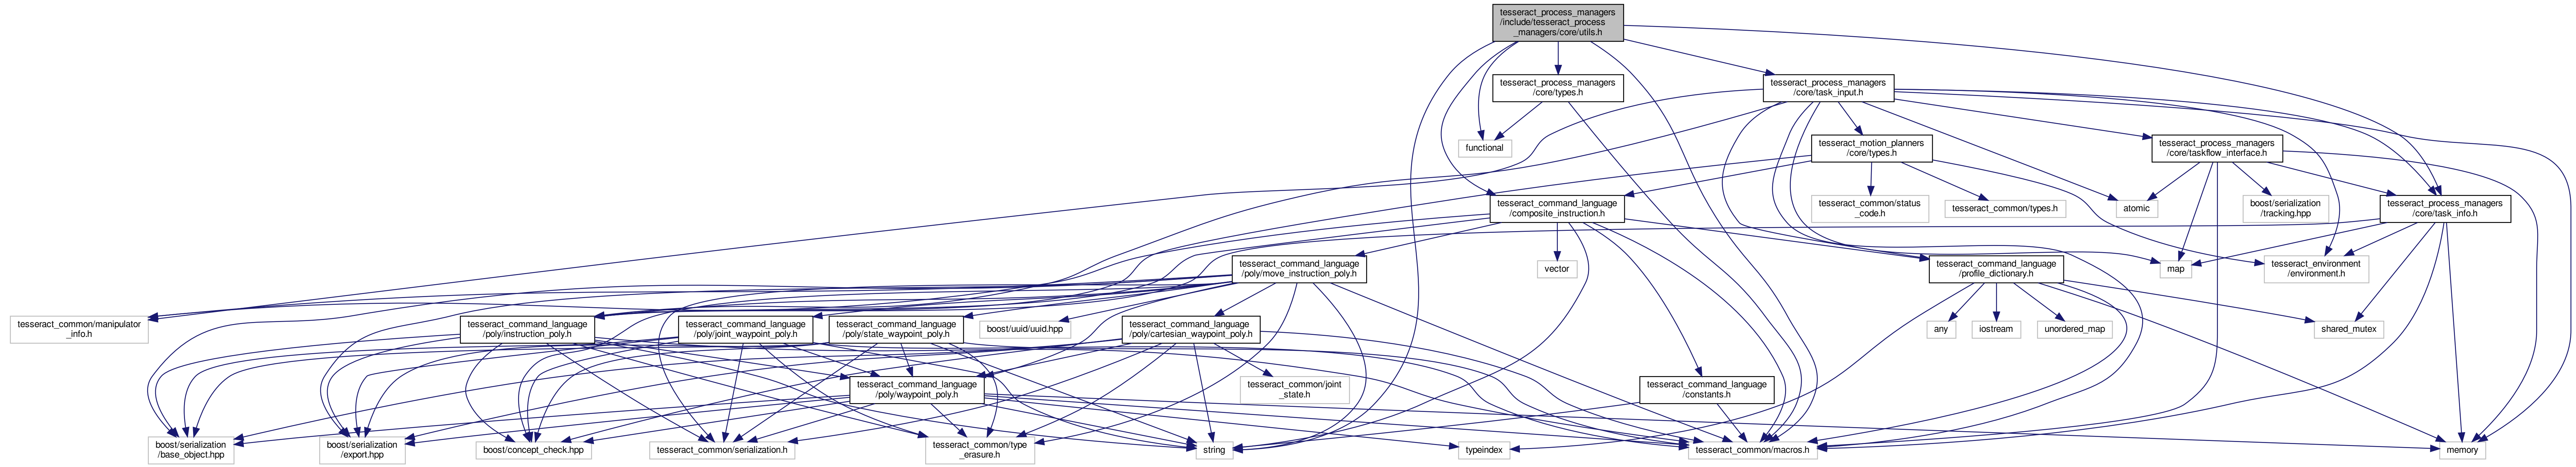 tesseract_process_managers
/include/tesseract_process
_managers/core/utils.h
tesseract_process_managers
/core/types.h
tesseract_process_managers
/core/task_input.h
functional
tesseract_motion_planners
/core/types.h
tesseract_process_managers
/core/taskflow_interface.h
tesseract_command_language
/composite_instruction.h
tesseract_common/status
_code.h
tesseract_common/types.h
atomic
boost/serialization
/tracking.hpp
tesseract_process_managers
/core/task_info.h
tesseract_command_language
/poly/move_instruction_poly.h
vector
tesseract_command_language
/profile_dictionary.h
map
tesseract_environment
/environment.h
tesseract_common/manipulator
_info.h
tesseract_command_language
/poly/instruction_poly.h
tesseract_command_language
/poly/joint_waypoint_poly.h
tesseract_command_language
/poly/state_waypoint_poly.h
boost/uuid/uuid.hpp
tesseract_command_language
/poly/cartesian_waypoint_poly.h
any
iostream
unordered_map
shared_mutex
tesseract_command_language
/poly/waypoint_poly.h
tesseract_common/joint
_state.h
tesseract_command_language
/constants.h
boost/serialization
/base_object.hpp
boost/serialization
/export.hpp
boost/concept_check.hpp
tesseract_common/serialization.h
tesseract_common/type
_erasure.h
string
typeindex
tesseract_common/macros.h
memory